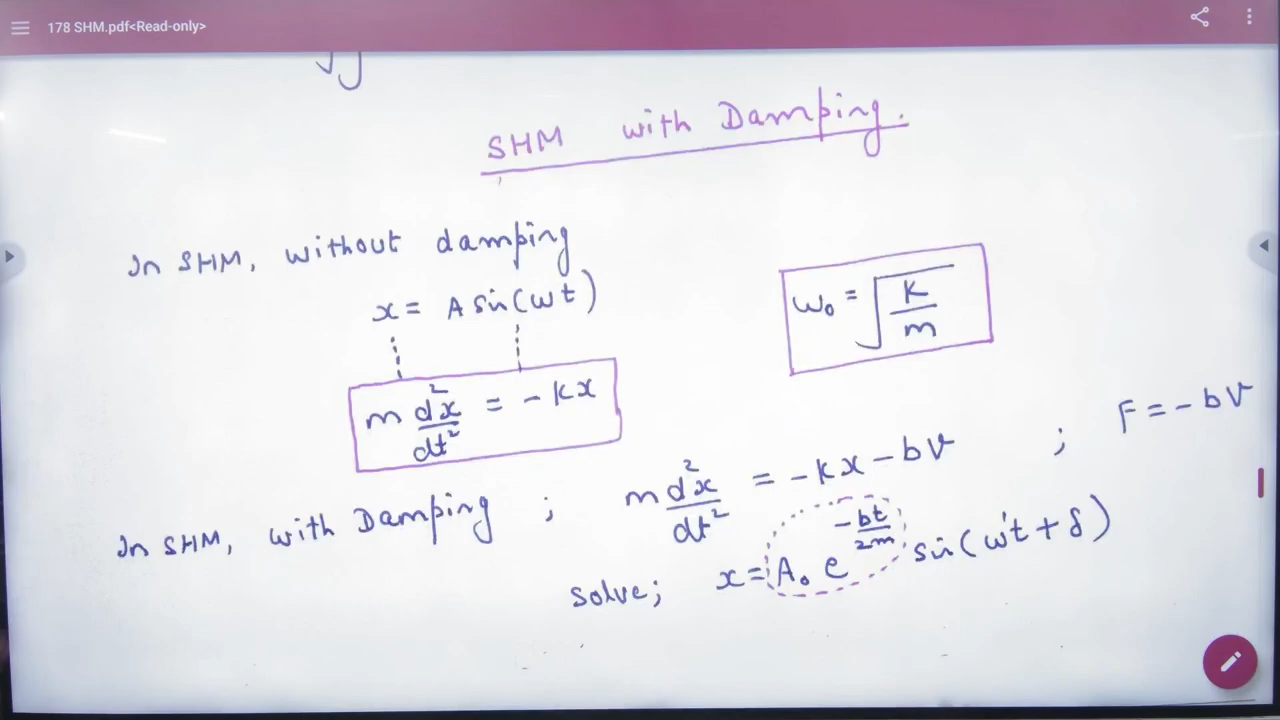 178 SHM.pdf<Read-only>
SHM with Damping.
In SHM, without damping
x = A sin(ωt)
ω₀ = √(K/m)
m d²x/dt² = -kx
In SHM, with Damping ; m d²x/dt² = -kx - bv ; F = -bv
Solve; x = A₀ e^(-bt/2m) sin(ω't + δ)